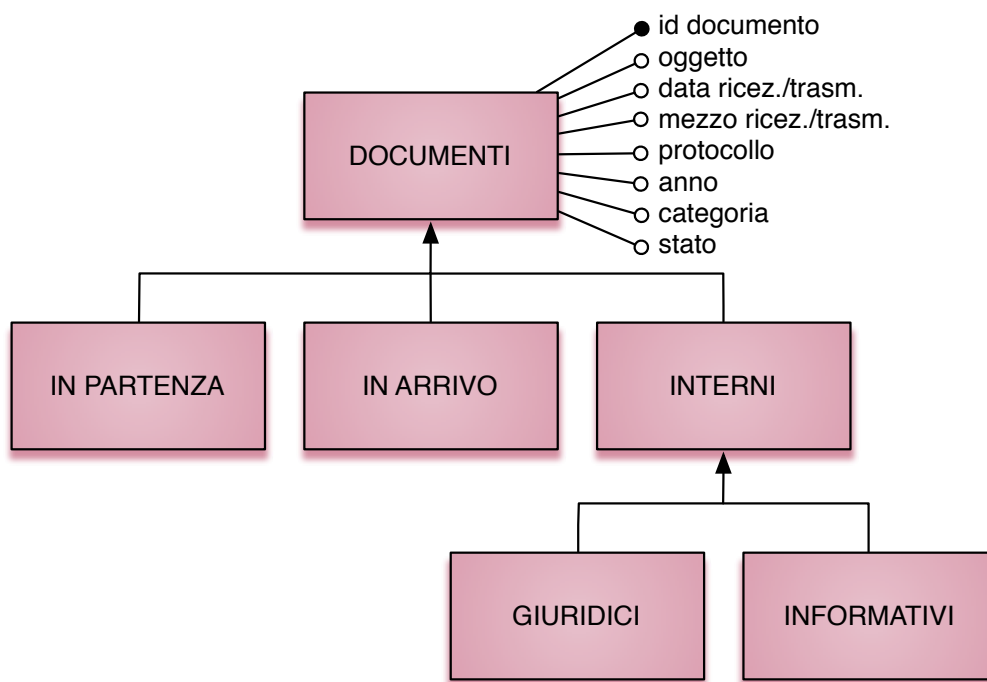 id documento
oggetto
data ricez./trasm.
mezzo ricez./trasm.
DOCUMENTI
protocollo
anno
categoria
stato
IN PARTENZA
IN ARRIVO
INTERNI
GIURIDICI
INFORMATIVI